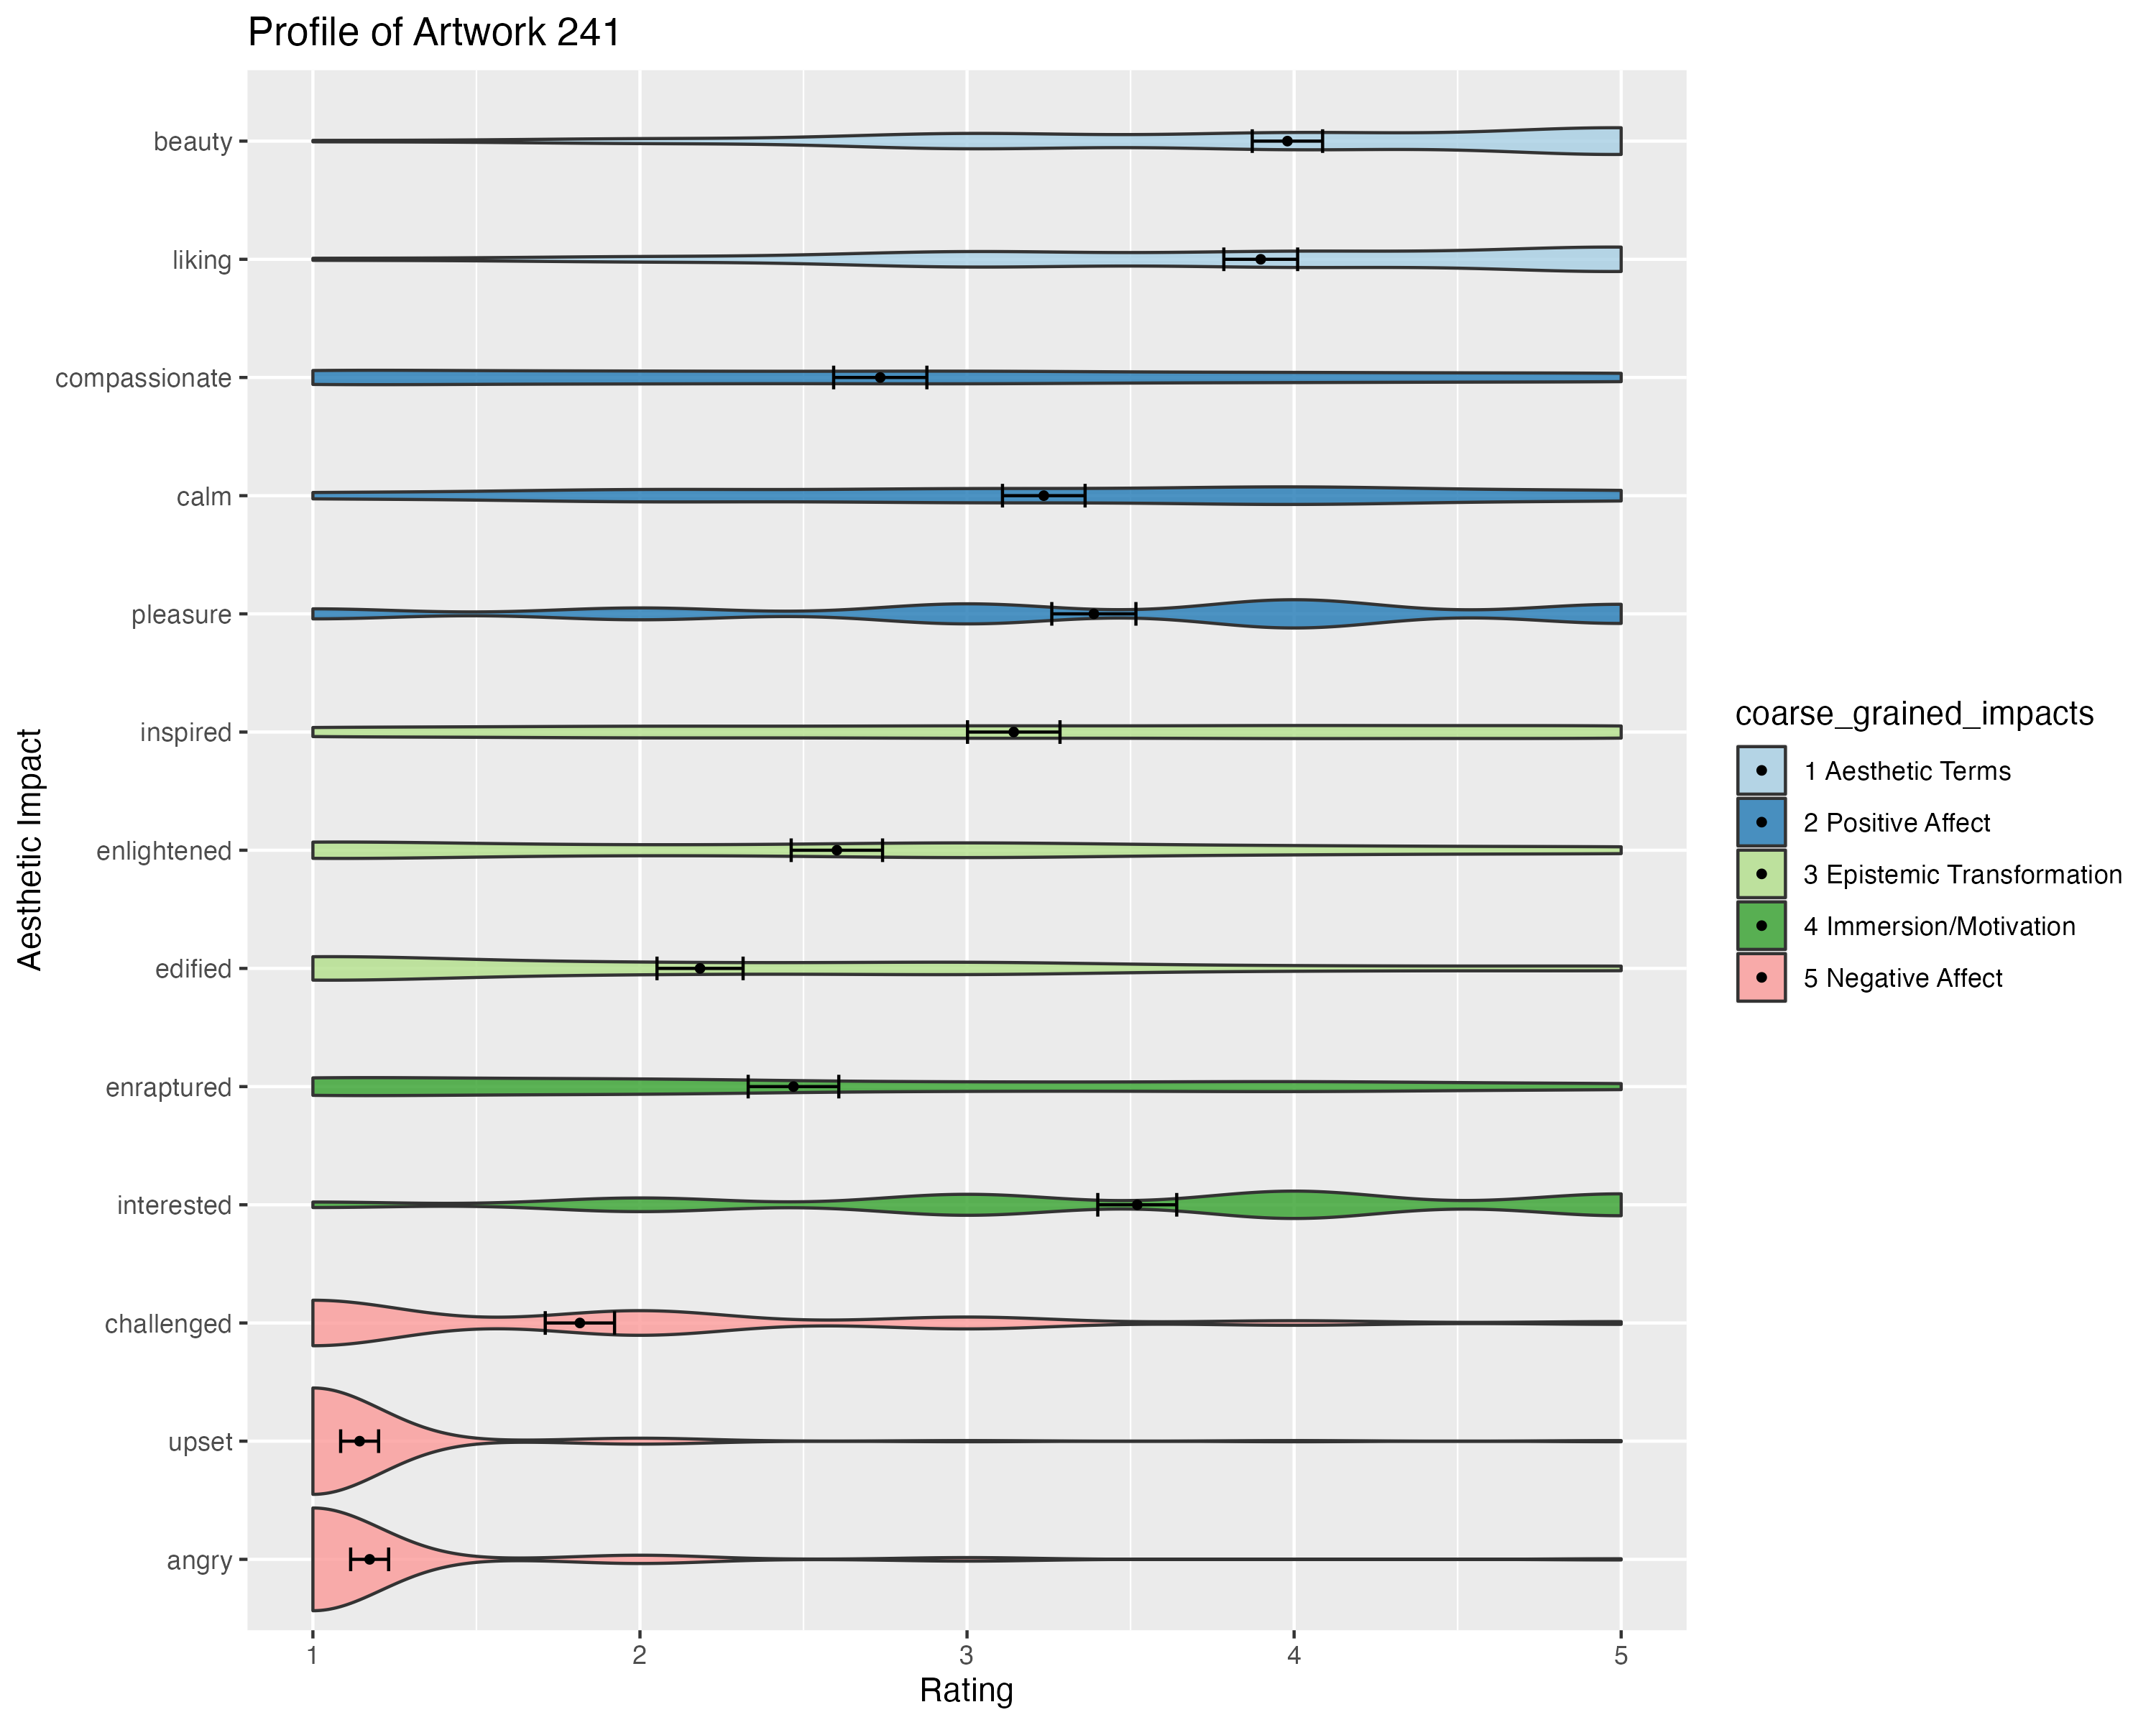 Profile of Artwork 241
Aesthetic Impact
beauty
liking
compassionate
calm
pleasure
inspired
enlightened
edified
enraptured
interested
challenged
upset
angry
1 2 3 4 5
Rating
coarse_grained_impacts
1 Aesthetic Terms
2 Positive Affect
3 Epistemic Transformation
4 Immersion/Motivation
5 Negative Affect